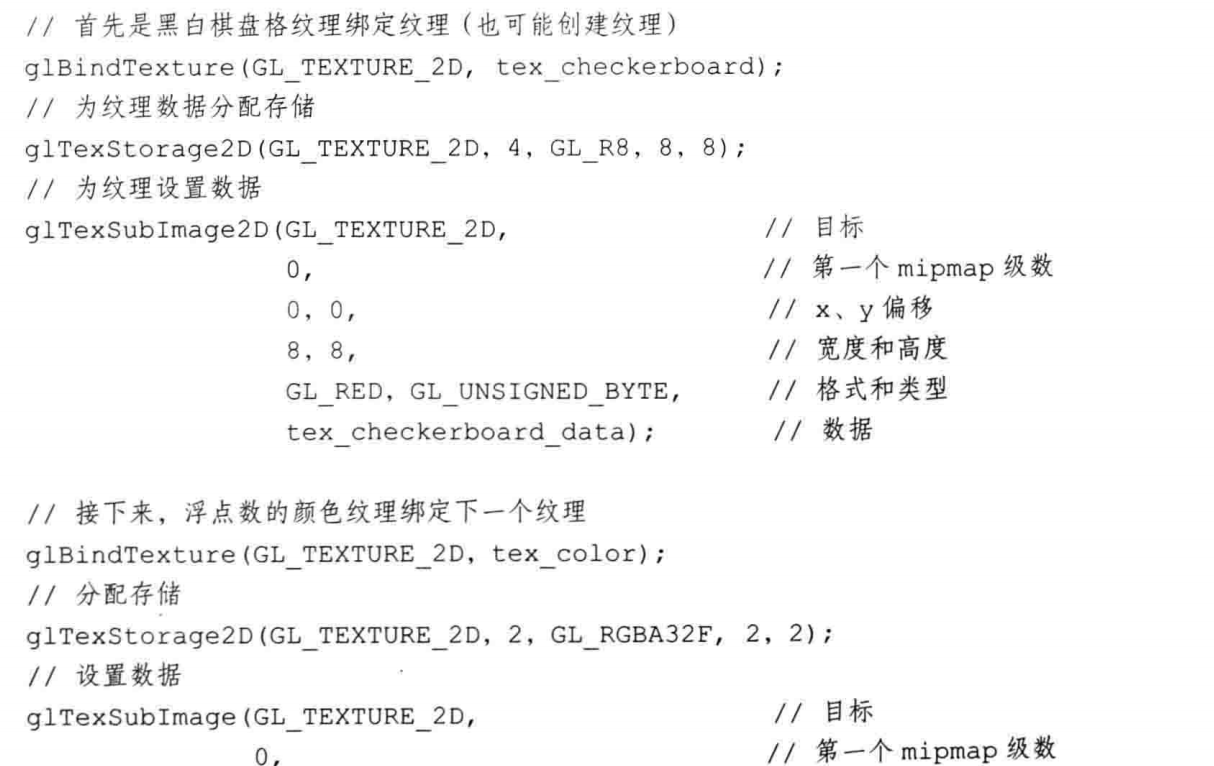 // 首先是黑白棋盘格纹理绑定纹理（也可能创建纹理）
glBindTexture(GL_TEXTURE_2D, tex_checkerboard);
// 为纹理数据分配存储
glTexStorage2D(GL_TEXTURE_2D, 4, GL_R8, 8, 8);
// 为纹理设置数据
glTexSubImage2D(GL_TEXTURE_2D, // 目标
0, // 第一个 mipmap 级数
0, 0, // x、y 偏移
8, 8, // 宽度和高度
GL_RED, GL_UNSIGNED_BYTE, // 格式和类型
tex_checkerboard_data); // 数据
// 接下来，浮点数的颜色纹理绑定下一个纹理
glBindTexture(GL_TEXTURE_2D, tex_color);
// 分配存储
glTexStorage2D(GL_TEXTURE_2D, 2, GL_RGBA32F, 2, 2);
// 设置数据
glTexSubImage(GL_TEXTURE_2D, // 目标
0, // 第一个 mipmap 级数